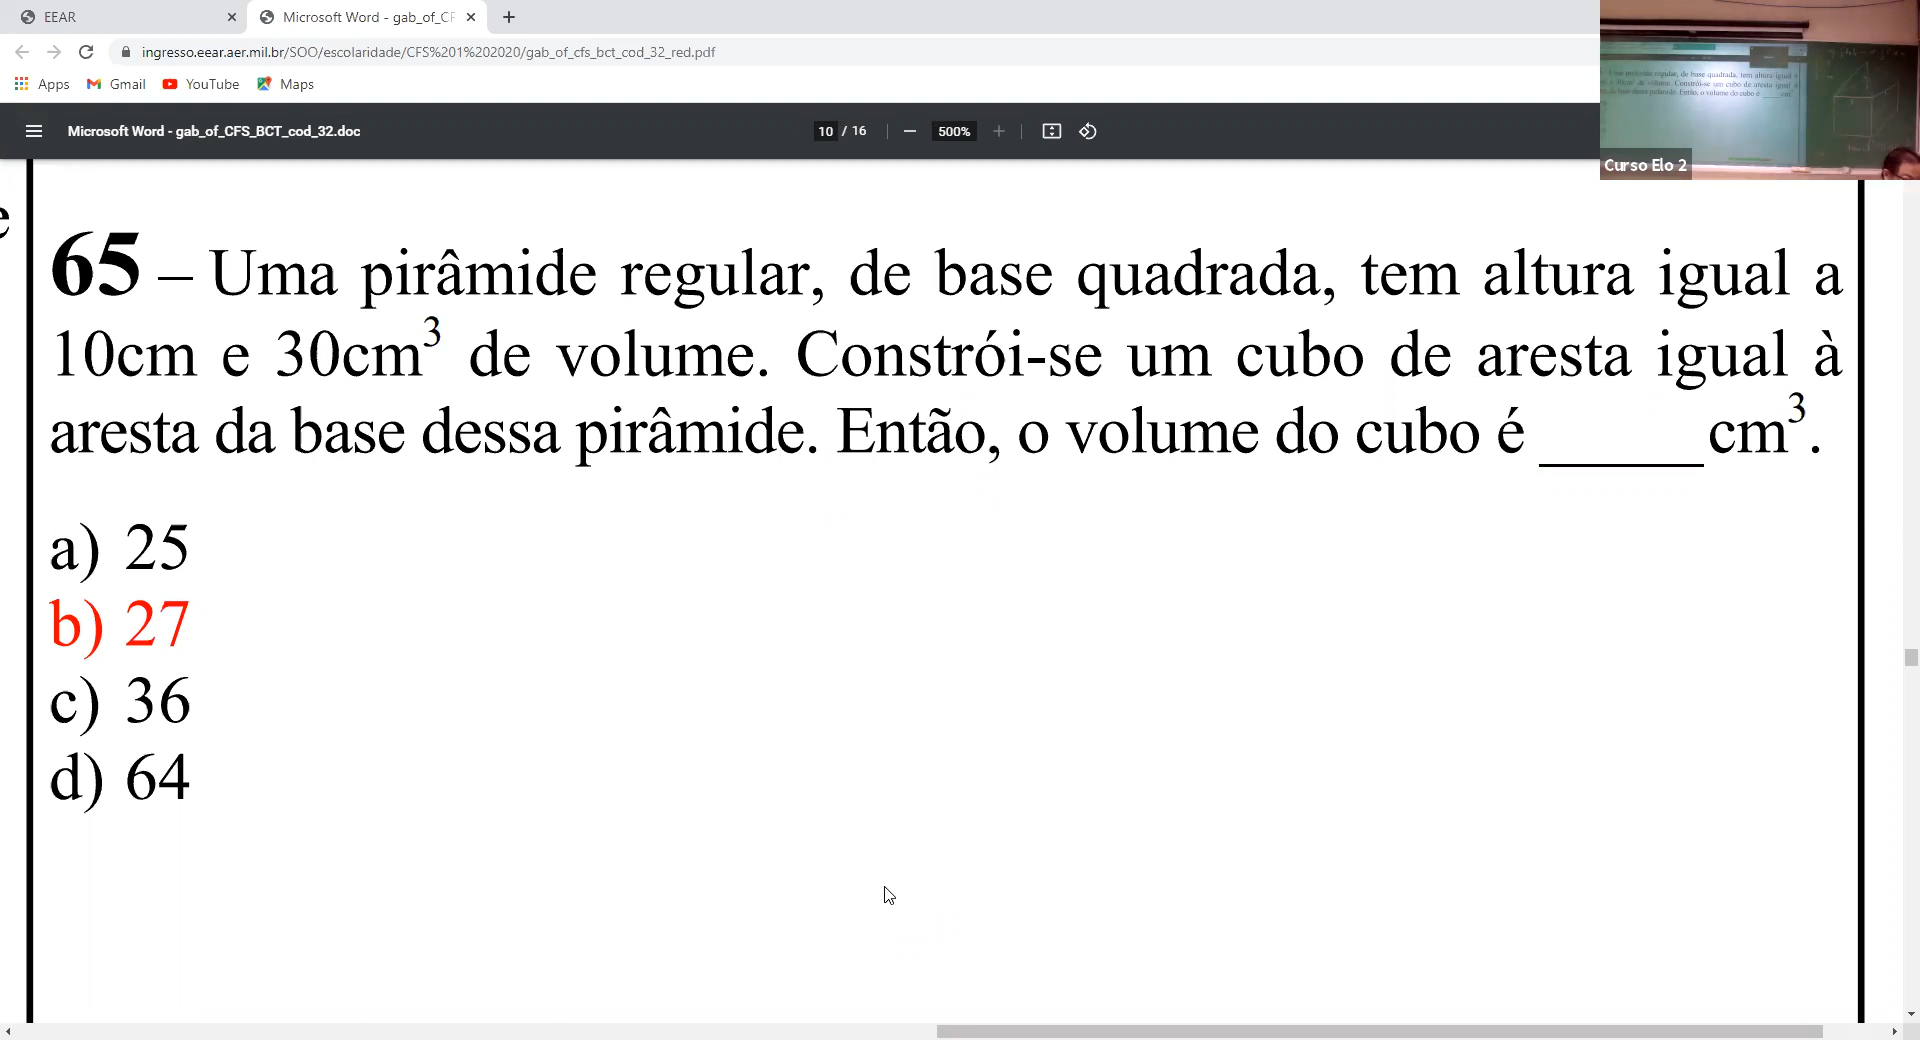 EEAR
Microsoft Word - gab_of_CF
ingresso.eear.aer.mil.br/SOO/escolaridade/CFS%201%202020/gab_of_cfs_bct_cod_32_red.pdf
Apps Gmail YouTube Maps
Microsoft Word - gab_of_CFS_BCT_cod_32.doc
10 / 16
500%
Curso Elo 2
e
65 – Uma pirâmide regular, de base quadrada, tem altura igual a
10cm e 30cm³ de volume. Constrói-se um cubo de aresta igual à
aresta da base dessa pirâmide. Então, o volume do cubo é ______ cm³.
a) 25
b) 27
c) 36
d) 64